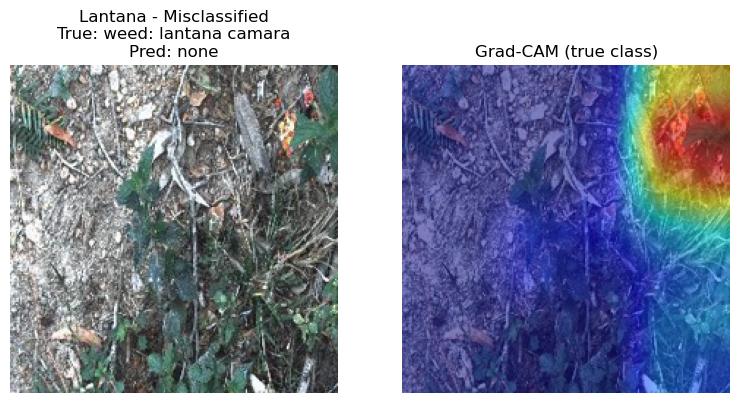 Lantana - Misclassified
True: weed: lantana camara
Pred: none
Grad-CAM (true class)